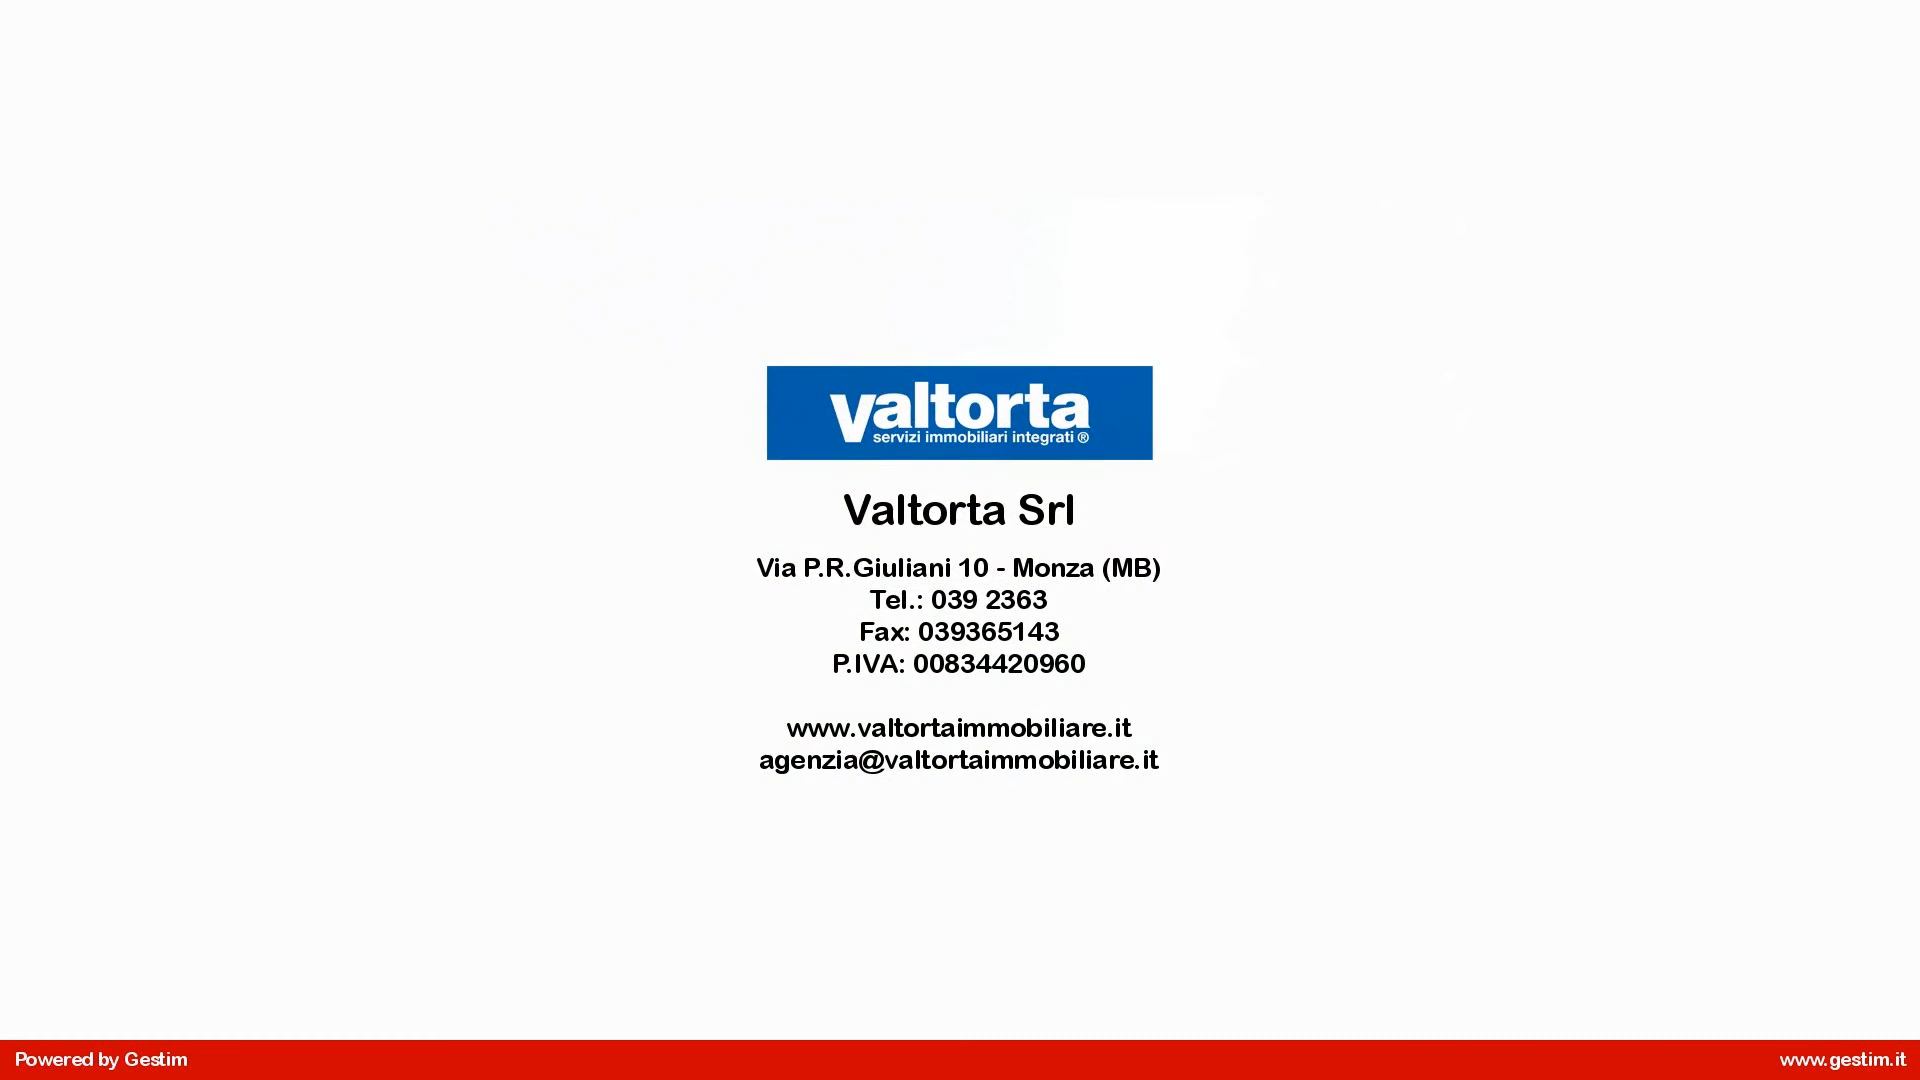 valtorta
servizi immobiliari integrati ®
Valtorta Srl
Via P.R.Giuliani 10 - Monza (MB)
Tel.: 039 2363
Fax: 039365143
P.IVA: 00834420960
www.valtortaimmobiliare.it
agenzia@valtortaimmobiliare.it
Powered by Gestim
www.gestim.it